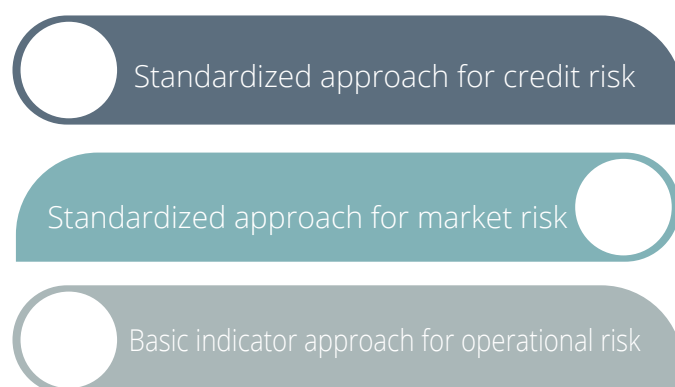 Standardized approach for credit risk
Standardized approach for market risk
Basic indicator approach for operational risk